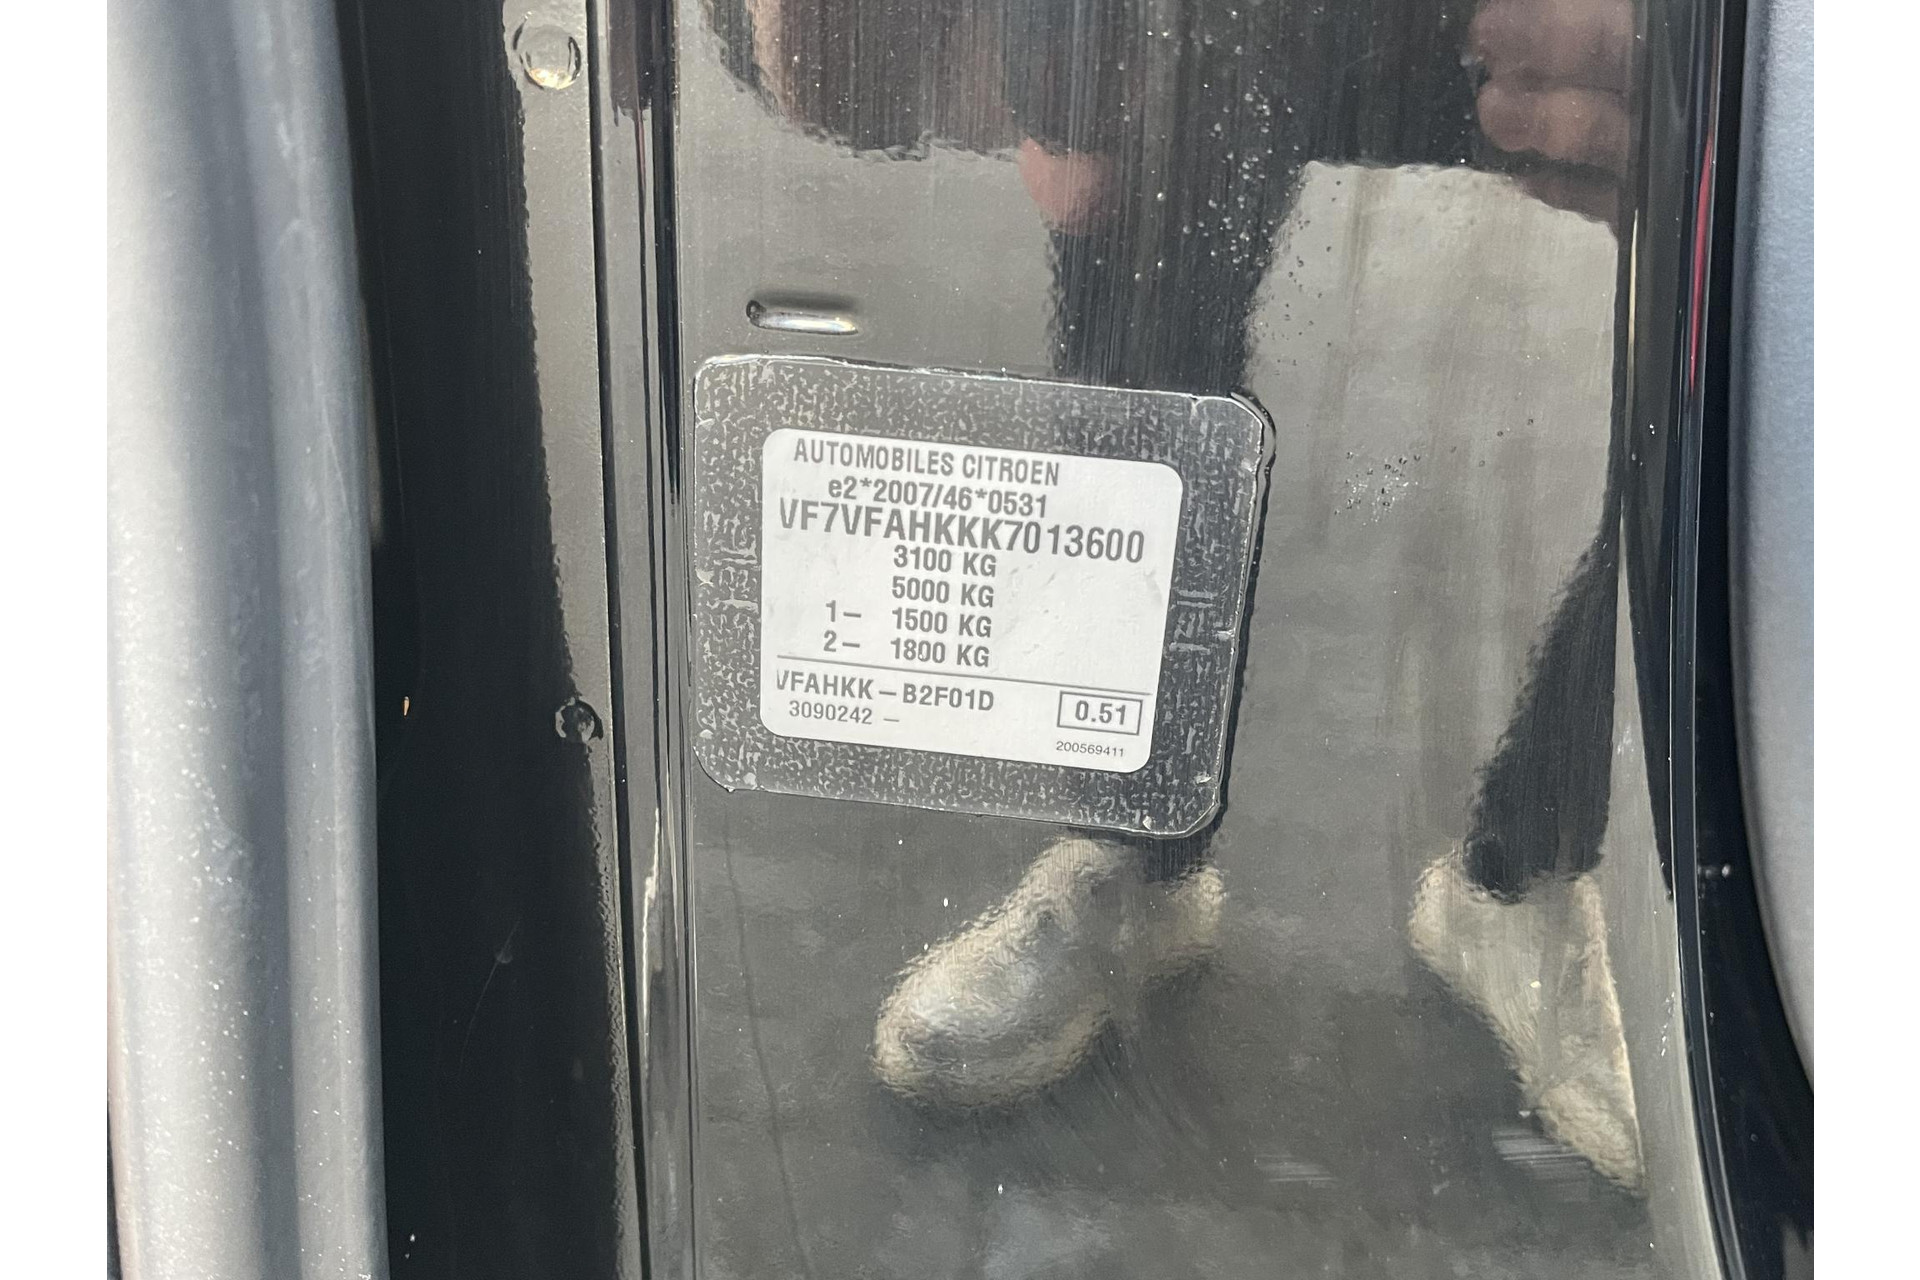 AUTOMOBILES CITROEN
e2*2007/46*0531
VF7VFAHKKK7013600
3100 KG
5000 KG
1- 1500 KG
2- 1800 KG
VFAHKK-B2F01D
3090242 -
0.51
200569411